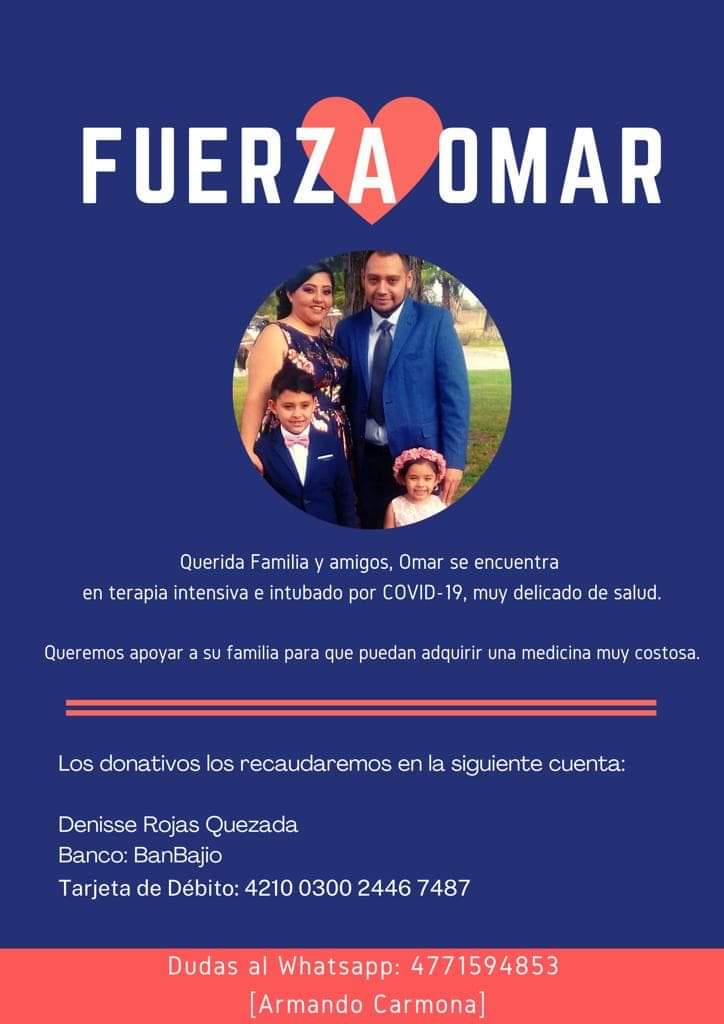 FUERZA OMAR
Querida Familia y amigos, Omar se encuentra
en terapia intensiva e intubado por COVID-19, muy delicado de salud.
Queremos apoyar a su familia para que puedan adquirir una medicina muy costosa.
Los donativos los recaudaremos en la siguiente cuenta:
Denisse Rojas Quezada
Banco: BanBajio
Tarjeta de Débito: 4210 0300 2446 7487
Dudas al Whatsapp: 4771594853
[Armando Carmona]